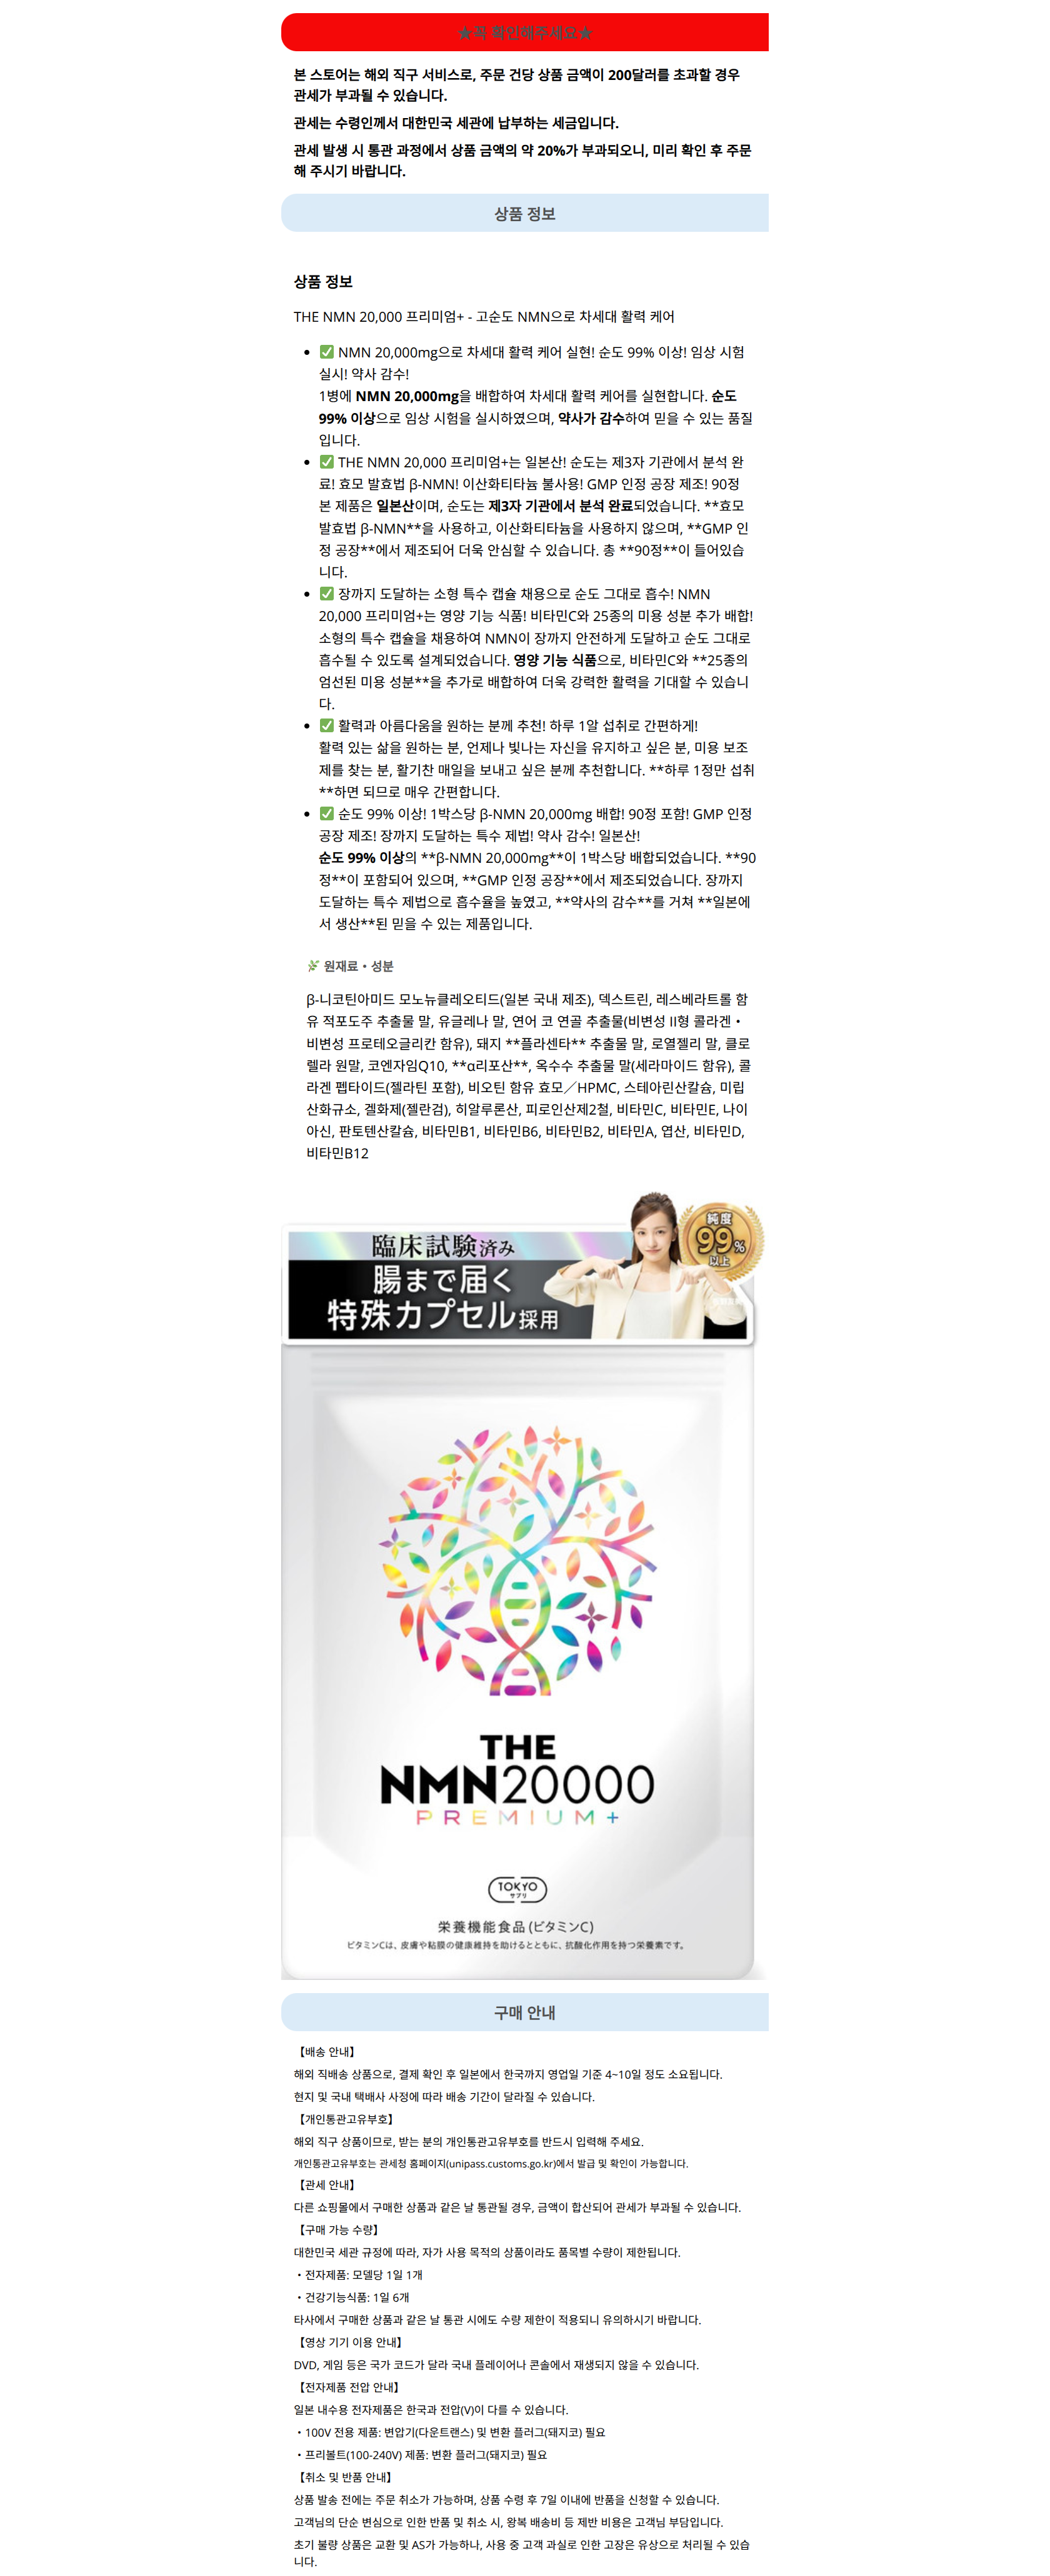 ★꼭 확인해주세요★
본 스토어는 해외 직구 서비스로, 주문 건당 상품 금액이 200달러를 초과할 경우
관세가 부과될 수 있습니다.
관세는 수령인께서 대한민국 세관에 납부하는 세금입니다.
관세 발생 시 통관 과정에서 상품 금액의 약 20%가 부과되오니, 미리 확인 후 주문
해 주시기 바랍니다.
상품 정보
상품 정보
THE NMN 20,000 프리미엄+ - 고순도 NMN으로 차세대 활력 케어
• ✅ NMN 20,000mg으로 차세대 활력 케어 실현! 순도 99% 이상! 임상 시험
실시! 약사 감수!
1병에 NMN 20,000mg을 배합하여 차세대 활력 케어를 실현합니다. 순도
99% 이상으로 임상 시험을 실시하였으며, 약사가 감수하여 믿을 수 있는 품질
입니다.
• ✅ THE NMN 20,000 프리미엄+는 일본산! 순도는 제3자 기관에서 분석 완
료! 효모 발효법 β-NMN! 이산화티타늄 불사용! GMP 인정 공장 제조! 90정
본 제품은 일본산이며, 순도는 제3자 기관에서 분석 완료되었습니다. **효모
발효법 β-NMN**을 사용하고, 이산화티타늄을 사용하지 않으며, **GMP 인
정 공장**에서 제조되어 더욱 안심할 수 있습니다. 총 **90정**이 들어있습
니다.
• ✅ 장까지 도달하는 소형 특수 캡슐 채용으로 순도 그대로 흡수! NMN
20,000 프리미엄+는 영양 기능 식품! 비타민C와 25종의 미용 성분 추가 배합!
소형의 특수 캡슐을 채용하여 NMN이 장까지 안전하게 도달하고 순도 그대로
흡수될 수 있도록 설계되었습니다. 영양 기능 식품으로, 비타민C와 **25종의
엄선된 미용 성분**을 추가로 배합하여 더욱 강력한 활력을 기대할 수 있습니
다.
• ✅ 활력과 아름다움을 원하는 분께 추천! 하루 1알 섭취로 간편하게!
활력 있는 삶을 원하는 분, 언제나 빛나는 자신을 유지하고 싶은 분, 미용 보조
제를 찾는 분, 활기찬 매일을 보내고 싶은 분께 추천합니다. **하루 1정만 섭취
**하면 되므로 매우 간편합니다.
• ✅ 순도 99% 이상! 1박스당 β-NMN 20,000mg 배합! 90정 포함! GMP 인정
공장 제조! 장까지 도달하는 특수 제법! 약사 감수! 일본산!
순도 99% 이상의 **β-NMN 20,000mg**이 1박스당 배합되었습니다. **90
정**이 포함되어 있으며, **GMP 인정 공장**에서 제조되었습니다. 장까지
도달하는 특수 제법으로 흡수율을 높였고, **약사의 감수**를 거쳐 **일본에
서 생산**된 믿을 수 있는 제품입니다.
🌿 원재료・성분
β-니코틴아미드 모노뉴클레오티드(일본 국내 제조), 덱스트린, 레스베라트롤 함
유 적포도주 추출물 말, 유글레나 말, 연어 코 연골 추출물(비변성 II형 콜라겐・
비변성 프로테오글리칸 함유), 돼지 **플라센타** 추출물 말, 로열젤리 말, 클로
렐라 원말, 코엔자임Q10, **α리포산**, 옥수수 추출물 말(세라마이드 함유), 콜
라겐 펩타이드(젤라틴 포함), 비오틴 함유 효모／HPMC, 스테아린산칼슘, 미립
산화규소, 겔화제(젤란검), 히알루론산, 피로인산제2철, 비타민C, 비타민E, 나이
아신, 판토텐산칼슘, 비타민B1, 비타민B6, 비타민B2, 비타민A, 엽산, 비타민D,
비타민B12
臨床試験済み
純度
99%
以上
腸まで届く
特殊カプセル採用
THE
NMN20000
PREMIUM+
TOKYO
サプリ
栄養機能食品(ビタミンC)
ビタミンCは、皮膚や粘膜の健康維持を助けるとともに、抗酸化作用を持つ栄養素です。
구매 안내
【배송 안내】
해외 직배송 상품으로, 결제 확인 후 일본에서 한국까지 영업일 기준 4~10일 정도 소요됩니다.
현지 및 국내 택배사 사정에 따라 배송 기간이 달라질 수 있습니다.
【개인통관고유부호】
해외 직구 상품이므로, 받는 분의 개인통관고유부호를 반드시 입력해 주세요.
개인통관고유부호는 관세청 홈페이지(unipass.customs.go.kr)에서 발급 및 확인이 가능합니다.
【관세 안내】
다른 쇼핑몰에서 구매한 상품과 같은 날 통관될 경우, 금액이 합산되어 관세가 부과될 수 있습니다.
【구매 가능 수량】
대한민국 세관 규정에 따라, 자가 사용 목적의 상품이라도 품목별 수량이 제한됩니다.
・전자제품: 모델당 1일 1개
・건강기능식품: 1일 6개
타사에서 구매한 상품과 같은 날 통관 시에도 수량 제한이 적용되니 유의하시기 바랍니다.
【영상 기기 이용 안내】
DVD, 게임 등은 국가 코드가 달라 국내 플레이어나 콘솔에서 재생되지 않을 수 있습니다.
【전자제품 전압 안내】
일본 내수용 전자제품은 한국과 전압(V)이 다를 수 있습니다.
・100V 전용 제품: 변압기(다운트랜스) 및 변환 플러그(돼지코) 필요
・프리볼트(100-240V) 제품: 변환 플러그(돼지코) 필요
【취소 및 반품 안내】
상품 발송 전에는 주문 취소가 가능하며, 상품 수령 후 7일 이내에 반품을 신청할 수 있습니다.
고객님의 단순 변심으로 인한 반품 및 취소 시, 왕복 배송비 등 제반 비용은 고객님 부담입니다.
초기 불량 상품은 교환 및 AS가 가능하나, 사용 중 고객 과실로 인한 고장은 유상으로 처리될 수 있습
니다.